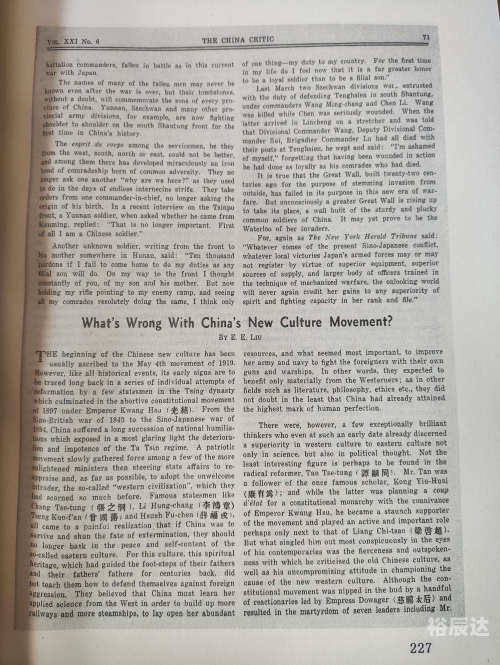 VOL. XXI No. 6 THE CHINA CRITIC 71
battalion commanders, fallen in battle as in this current
war with Japan.
The names of many of the fallen men may never be
known even after the war is over, but their tombstones,
without a doubt, will commemorate the sons of every pro-
vince of China. Yunnan, Szechwan and many other pro-
vincial army divisions, for example, are now fighting
shoulder to shoulder on the south Shantung front for the
first time in China's history.
The esprit de corps among the servicemen, be they
from the west, south, north or east, could not be better,
and among them there has developed miraculously an iron
bond of comradeship born of common adversity. They no
longer ask one another "why are we here?" as they used
to do in the days of endless internecine strife. They take
orders from one commander-in-chief, no longer asking the
origin of his birth. In a recent interview on the Tsinpu
front, a Yunnan soldier, when asked whether he came from
Kunming, replied: "That is no longer important. First
of all I am a Chinese soldier."
Another unknown soldier, writing from the front to
his mother somewhere in Hunan, said: "Ten thousand
pardons if I fail to come home to do my duties as any
filial son will do. On my way to the front I thought
constantly of you, of my son and his mother. But now
holding my rifle pointing to my enemy camp, and seeing
all my comrades resolutely doing the same, I think only
of one thing—my duty to my country. For the first time
in my life do I feel now that it is a far greater honor
to be a loyal soldier than to be a filial son."
Last March two Szechwan divisions were entrusted
with the duty of defending Tenghsien in south Shantung,
under commanders Wang Ming-chang and Chen Li. Wang
was killed while Chen was seriously wounded. When the
latter arrived in Lincheng on a stretcher and was told
that Divisional Commander Wang, Deputy Divisional Com-
mander Sui, Brigadier Commander Lu had all died with
their posts at Tenghsien, he wept and said: "I'm ashamed
of myself," forgetting that having been wounded in action
he had done as loyally as his comrades who had died.
It is true that the Great Wall, built twenty-two cen-
turies ago for the purpose of stemming invasion from
outside, has failed in its purpose in this new era of war-
fare. But unconsciously a greater Great Wall is rising up
to take its place, a wall built of the sturdy and plucky
common soldiers of China. It may yet prove to be the
Waterloo of her invaders.
For, again as The New York Herald Tribune said:
"Whatever comes of the present Sino-Japanese conflict,
whatever local victories Japan's armed forces may or may
not register by virtue of superior equipment, superior
sources of supply, and larger body of officers trained in
the technique of mechanized warfare, the onlooking world
will never again credit her gains to any superiority of
spirit and fighting capacity in her rank and file."
What's Wrong With China's New Culture Movement?
BY E. E. LIU
THE beginning of the Chinese new culture has been
usually ascribed to the May 4th movement of 1919.
However, like all historical events, its early signs are to
be traced long back in a series of individual attempts of
reformation by a few statesmen in the Tsing dynasty
which culminated in the abortive constitutional movement
of 1897 under Emperor Kwang Hsu (光緒). From the
Sino-British war of 1840 to the Sino-Japanese war of
1894, China suffered a long succession of national humilia-
tions which exposed in a most glaring light the deteriora-
tion and impotence of the Ta Tsin regime. A patriotic
movement slowly gathered force among a few of the more
enlightened ministers then steering state affairs to re-
appraise and, as far as possible, to adopt the unwelcome
intruder, the so-called "western civilization", which they
had scorned so much before. Famous statesmen like
Chang Tse-tung (張之洞), Li Hung-chang (李鴻章)
Tseng Kuo-f'an (曾國藩) and Hsueh Fu-chen (薛福成),
all came to a painful realization that if China was to
survive and shun the fate of extermination, they should
no longer bask in the peace and self-content of the
so-called eastern culture. For this culture, this spiritual
heritage, which had guided the foot-steps of their fathers
and their fathers' fathers for centuries back, did
not teach them how to defend themselves against foreign
aggression. They believed that China must learn her
applied science from the West in order to build up more
railways and more steamships, to lay open her abundant
resources, and what seemed most important, to improve
her army and navy to fight the foreigners with their own
guns and warships. In other words, they expected to
benefit only materially from the Westerners; as in other
fields such as literature, philosophy, ethics etc., they did
not doubt in the least that China had already attained
the highest mark of human perfection.
There were, however, a few exceptionally brilliant
thinkers who even at such an early date already discerned
a superiority in western culture to eastern culture not
only in science, but also in political thought. Not the
least interesting figure is perhaps to be found in the
radical reformer, Tan Tse-tung (譚嗣同). Mr. Tan was
a follower of the once famous scholar, Kong Yiu-Huni
(康有為); and while the latter was planning a coup
d'état for a constitutional monarchy with the connivance
of Emperor Kwang Hsu, he became a staunch supporter
of the movement and played an active and important role
perhaps only next to that of Liang Chi-tsao (梁啓超).
But what singled him out most conspicuously in the eyes
of his contemporaries was the fierceness and outspoken-
ness with which he criticised the old Chinese culture, as
well as his uncompromising attitude in championing the
cause of the new western culture. Although the con-
stitutional movement was nipped in the bud by a handful
of reactionaries led by Empress Dowager (慈禧太后) and
resulted in the martyrdom of seven leaders including Mr.
227
裕辰达